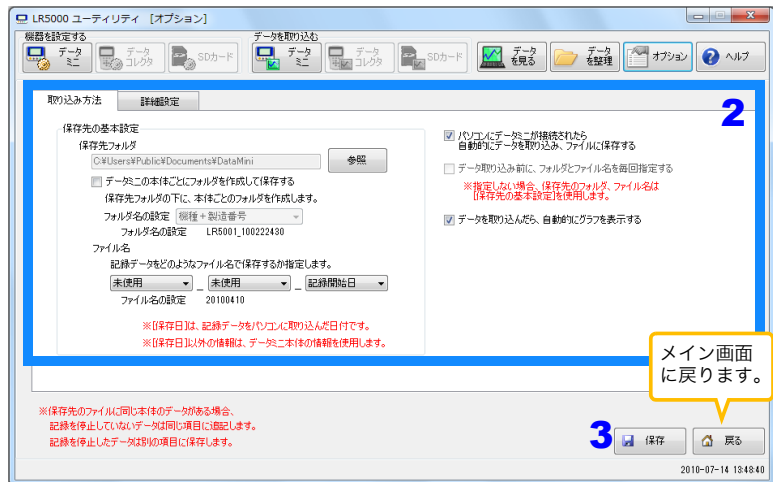 LR5000 ユーティリティ [オプション]
機器を設定する
データを取り込む
データミニ
データコレクタ
SDカード
データミニ
データコレクタ
SDカード
データを見る
データを整理
オプション
ヘルプ
取り込み方法
詳細設定
2
保存先の基本設定
保存先フォルダ
C:¥Users¥Public¥Documents¥DataMini
参照
データミニの本体ごとにフォルダを作成して保存する
保存先フォルダの下に、本体ごとのフォルダを作成します。
フォルダ名の設定 機種+製造番号
フォルダ名の設定 LR5001_100222430
ファイル名
記録データをどのようなファイル名で保存するか指定します。
未使用 _ 未使用 _ 記録開始日
ファイル名の設定 20100410
※[保存日]は、記録データをパソコンに取り込んだ日付です。
※[保存日]以外の情報は、データミニ本体の情報を使用します。
パソコンにデータミニが接続されたら
自動的にデータを取り込み、ファイルに保存する
データ取り込み前に、フォルダとファイル名を毎回指定する
※指定しない場合、保存先のフォルダ、ファイル名は
[保存先の基本設定]を使用します。
データを取り込んだら、自動的にグラフを表示する
メイン画面
に戻ります。
※保存先のファイルに同じ本体のデータがある場合、
記録を停止していないデータは同じ項目に追記します。
記録を停止したデータは別の項目に保存します。
3
保存
戻る
2010-07-14 13:48:40